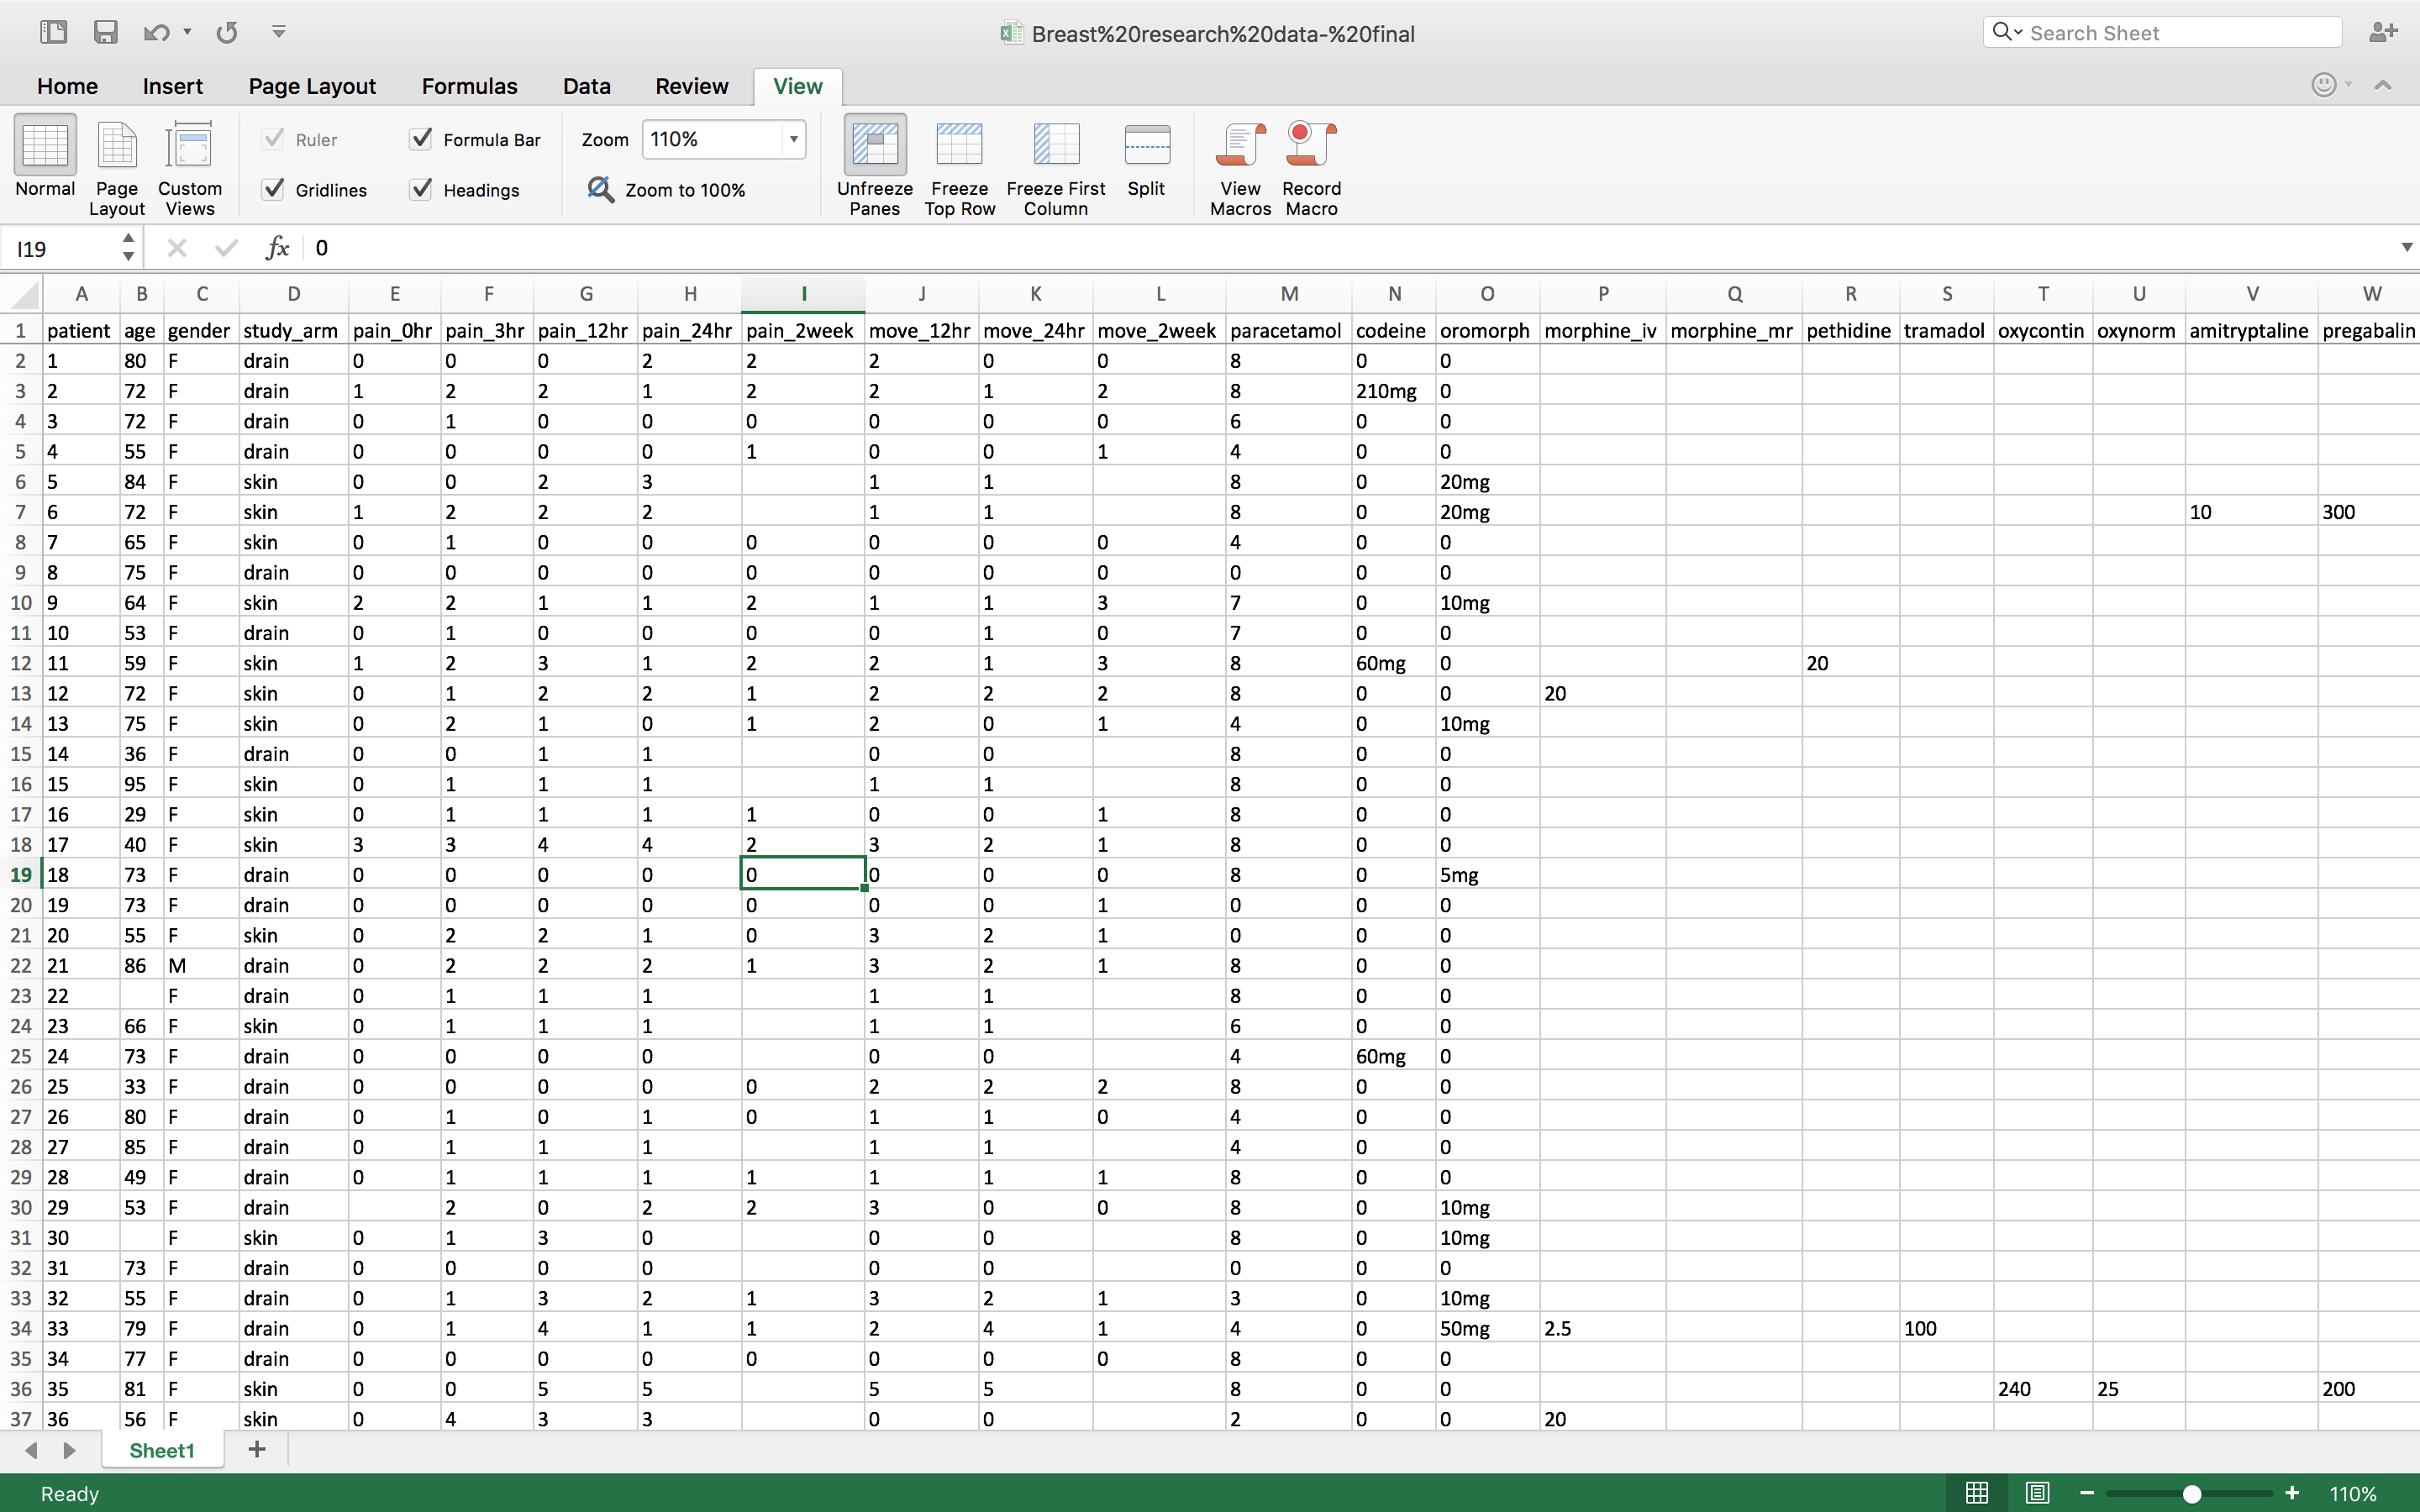 Breast%20research%20data-%20final
Search Sheet
Home Insert Page Layout Formulas Data Review View
Ruler Formula Bar Zoom 110%
Normal Page Layout Custom Views Gridlines Headings Zoom to 100% Unfreeze Panes Freeze Top Row Freeze First Column Split View Macros Record Macro
I19 fx 0
A B C D E F G H I J K L M N O P Q R S T U V W
1 patient age gender study_arm pain_0hr pain_3hr pain_12hr pain_24hr pain_2week move_12hr move_24hr move_2week paracetamol codeine oromorph morphine_iv morphine_mr pethidine tramadol oxycontin oxynorm amitryptaline pregabalin
2 1 80 F drain 0 0 0 2 2 2 0 0 8 0 0
3 2 72 F drain 1 2 2 1 2 2 1 2 8 210mg 0
4 3 72 F drain 0 1 0 0 0 0 0 0 6 0 0
5 4 55 F drain 0 0 0 0 1 0 0 1 4 0 0
6 5 84 F skin 0 0 2 3 1 1 8 0 20mg
7 6 72 F skin 1 2 2 2 1 1 8 0 20mg 10 300
8 7 65 F skin 0 1 0 0 0 0 0 0 4 0 0
9 8 75 F drain 0 0 0 0 0 0 0 0 0 0 0
10 9 64 F skin 2 2 1 1 2 1 1 3 7 0 10mg
11 10 53 F drain 0 1 0 0 0 0 1 0 7 0 0
12 11 59 F skin 1 2 3 1 2 2 1 3 8 60mg 0 20
13 12 72 F skin 0 1 2 2 1 2 2 2 8 0 0 20
14 13 75 F skin 0 2 1 0 1 2 0 1 4 0 10mg
15 14 36 F drain 0 0 1 1 0 0 8 0 0
16 15 95 F skin 0 1 1 1 1 1 8 0 0
17 16 29 F skin 0 1 1 1 1 0 0 1 8 0 0
18 17 40 F skin 3 3 4 4 2 3 2 1 8 0 0
19 18 73 F drain 0 0 0 0 0 0 0 0 8 0 5mg
20 19 73 F drain 0 0 0 0 0 0 0 1 0 0 0
21 20 55 F skin 0 2 2 1 0 3 2 1 0 0 0
22 21 86 M drain 0 2 2 2 1 3 2 1 8 0 0
23 22 F drain 0 1 1 1 1 1 8 0 0
24 23 66 F skin 0 1 1 1 1 1 6 0 0
25 24 73 F drain 0 0 0 0 0 0 4 60mg 0
26 25 33 F drain 0 0 0 0 0 2 2 2 8 0 0
27 26 80 F drain 0 1 0 1 0 1 1 0 4 0 0
28 27 85 F drain 0 1 1 1 1 1 4 0 0
29 28 49 F drain 0 1 1 1 1 1 1 1 8 0 0
30 29 53 F drain 2 0 2 2 3 0 0 8 0 10mg
31 30 F skin 0 1 3 0 0 0 8 0 10mg
32 31 73 F drain 0 0 0 0 0 0 0 0 0
33 32 55 F drain 0 1 3 2 1 3 2 1 3 0 10mg
34 33 79 F drain 0 1 4 1 1 2 4 1 4 0 50mg 2.5 100
35 34 77 F drain 0 0 0 0 0 0 0 0 8 0 0
36 35 81 F skin 0 0 5 5 5 5 8 0 0 240 25 200
37 36 56 F skin 0 4 3 3 0 0 2 0 0 20
Sheet1 +
Ready 110%